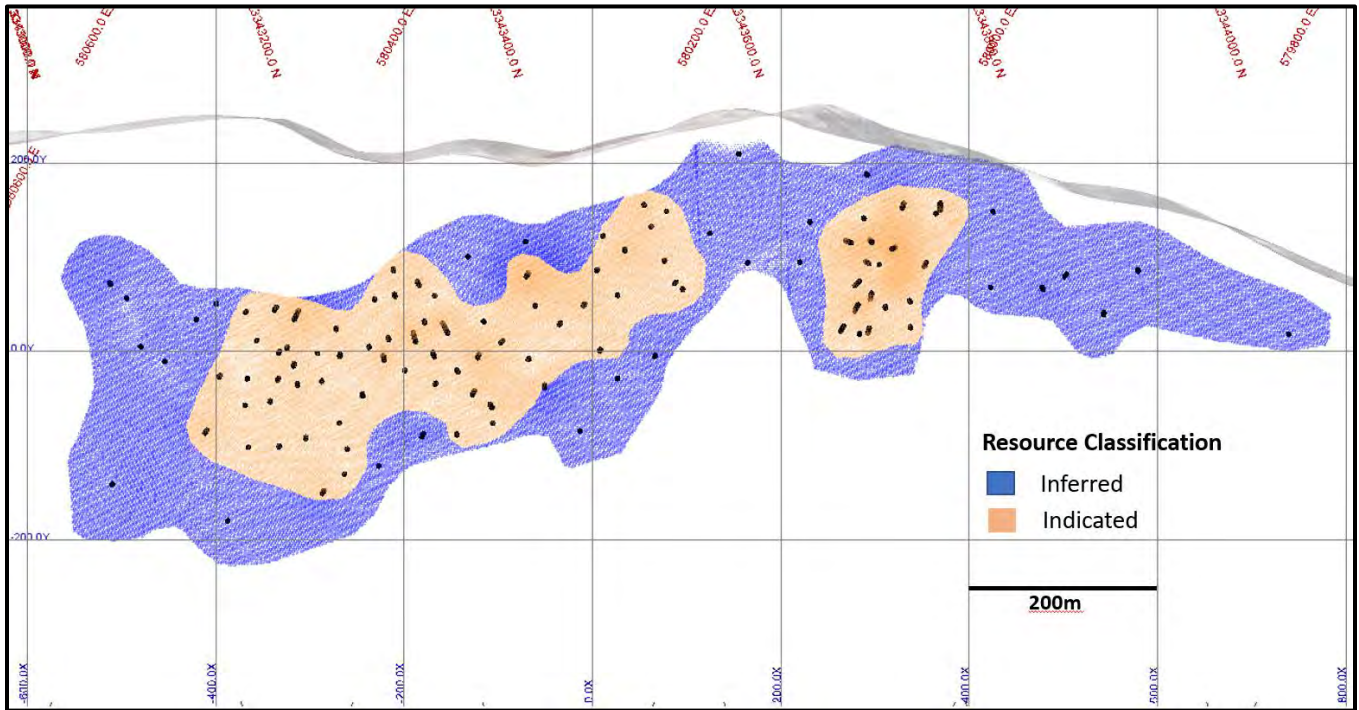 580600.0 E
3343200.0 N
580400.0 E
3343400.0 N
580200.0 E
3343600.0 N
3344000.0 N
579800.0 E
200.0Y
580600.0 E
0.0Y
-200.0Y
Resource Classification
Inferred
Indicated
200m
-600.0X
-400.0X
-200.0X
0.0X
200.0X
400.0X
800.0X